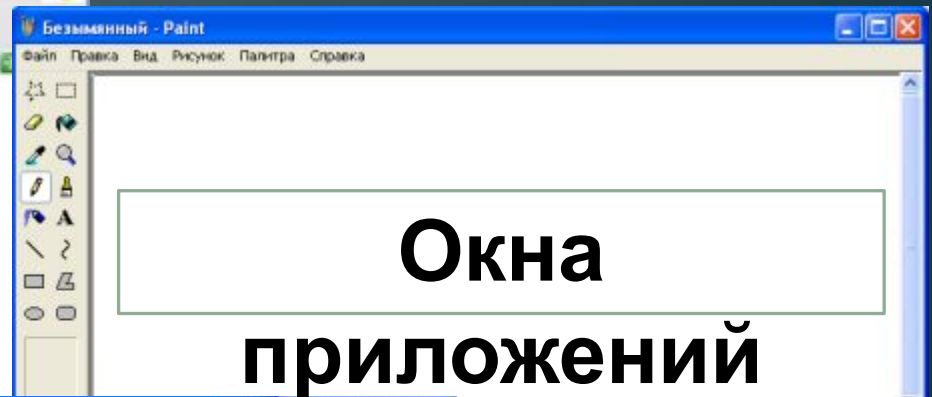 Безымянный - Paint
Файл Правка Вид Рисунок Палитра Справка
A
Окна
приложений